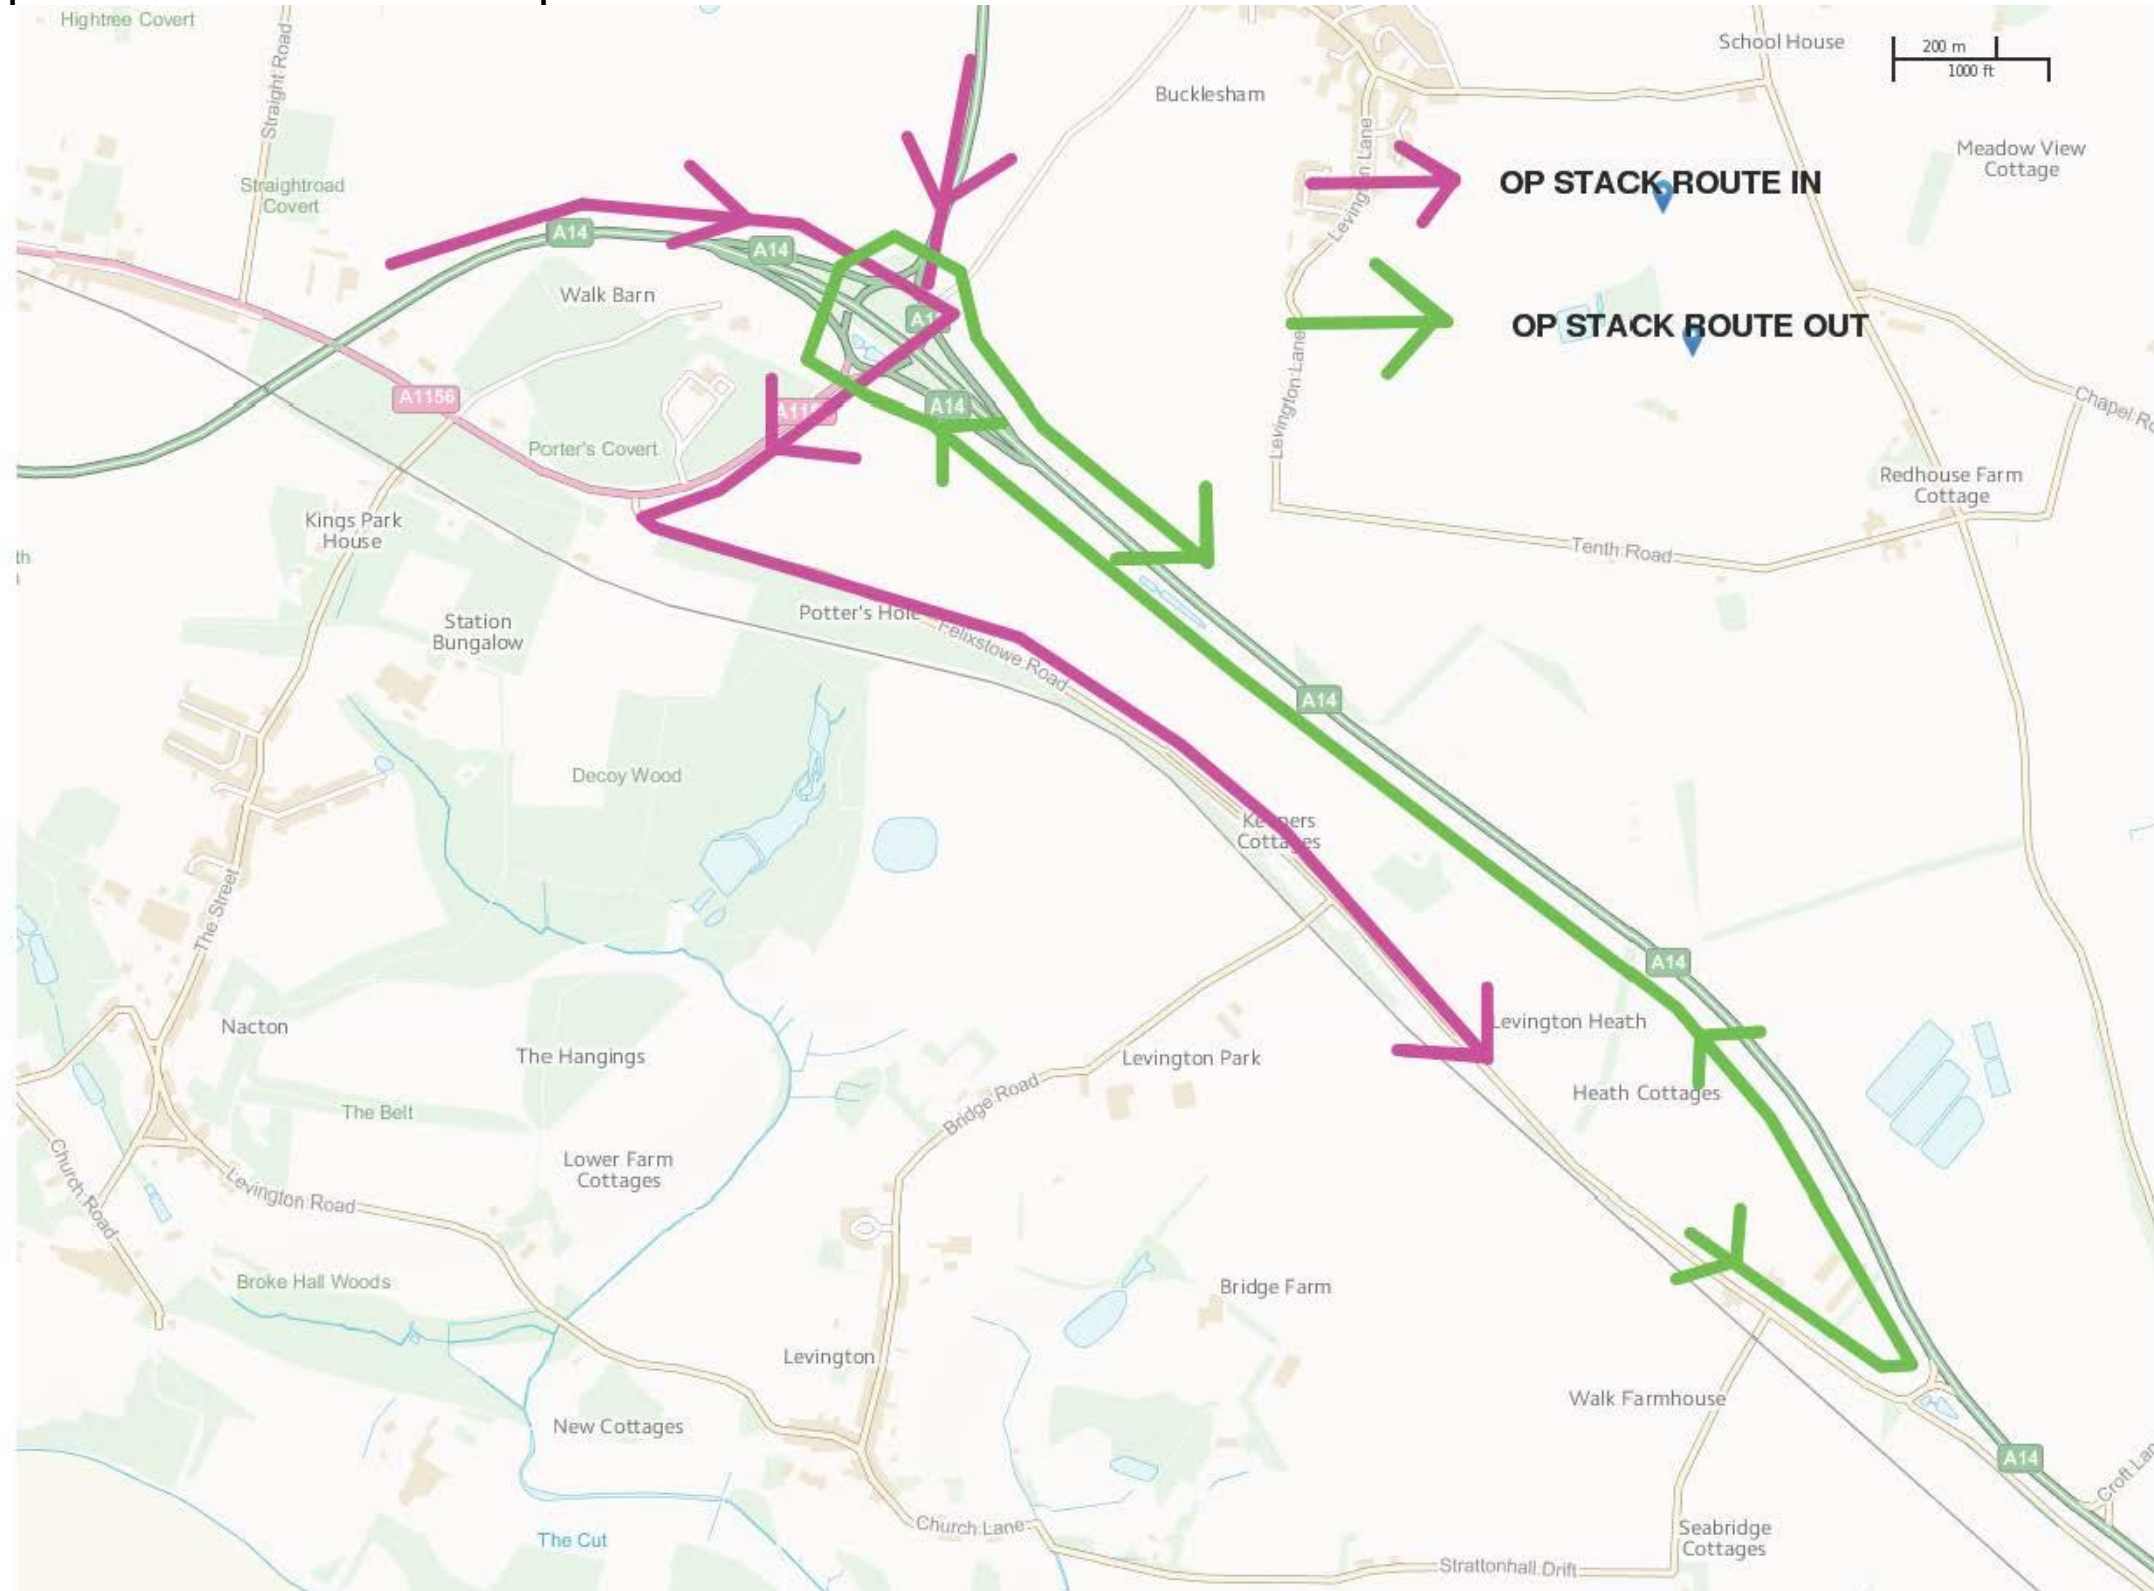 Hightree Covert
Straight Road
School House
200 m
1000 ft
Bucklesham
Levington Lane
Meadow View
Cottage
Straightroad
Covert
OP STACK ROUTE IN
A14
A14
Levington Lane
Walk Barn
OP STACK ROUTE OUT
A1156
A14
Levington Lane
Chapel
Porter's Covert
Redhouse Farm
Cottage
Kings Park
House
Tenth Road
th
Station
Bungalow
Potter's Hole
Felixstowe Road
A14
Decoy Wood
Keepers
Cottages
The Street
A14
Nacton
Levington Heath
The Hangings
Levington Park
Heath Cottages
Bridge Road
The Belt
Church Road
Lower Farm
Cottages
Levington Road
Broke Hall Woods
Bridge Farm
Levington
Walk Farmhouse
New Cottages
A14
Croft
Church Lane
The Cut
Seabridge
Cottages
Strattonhall Drift